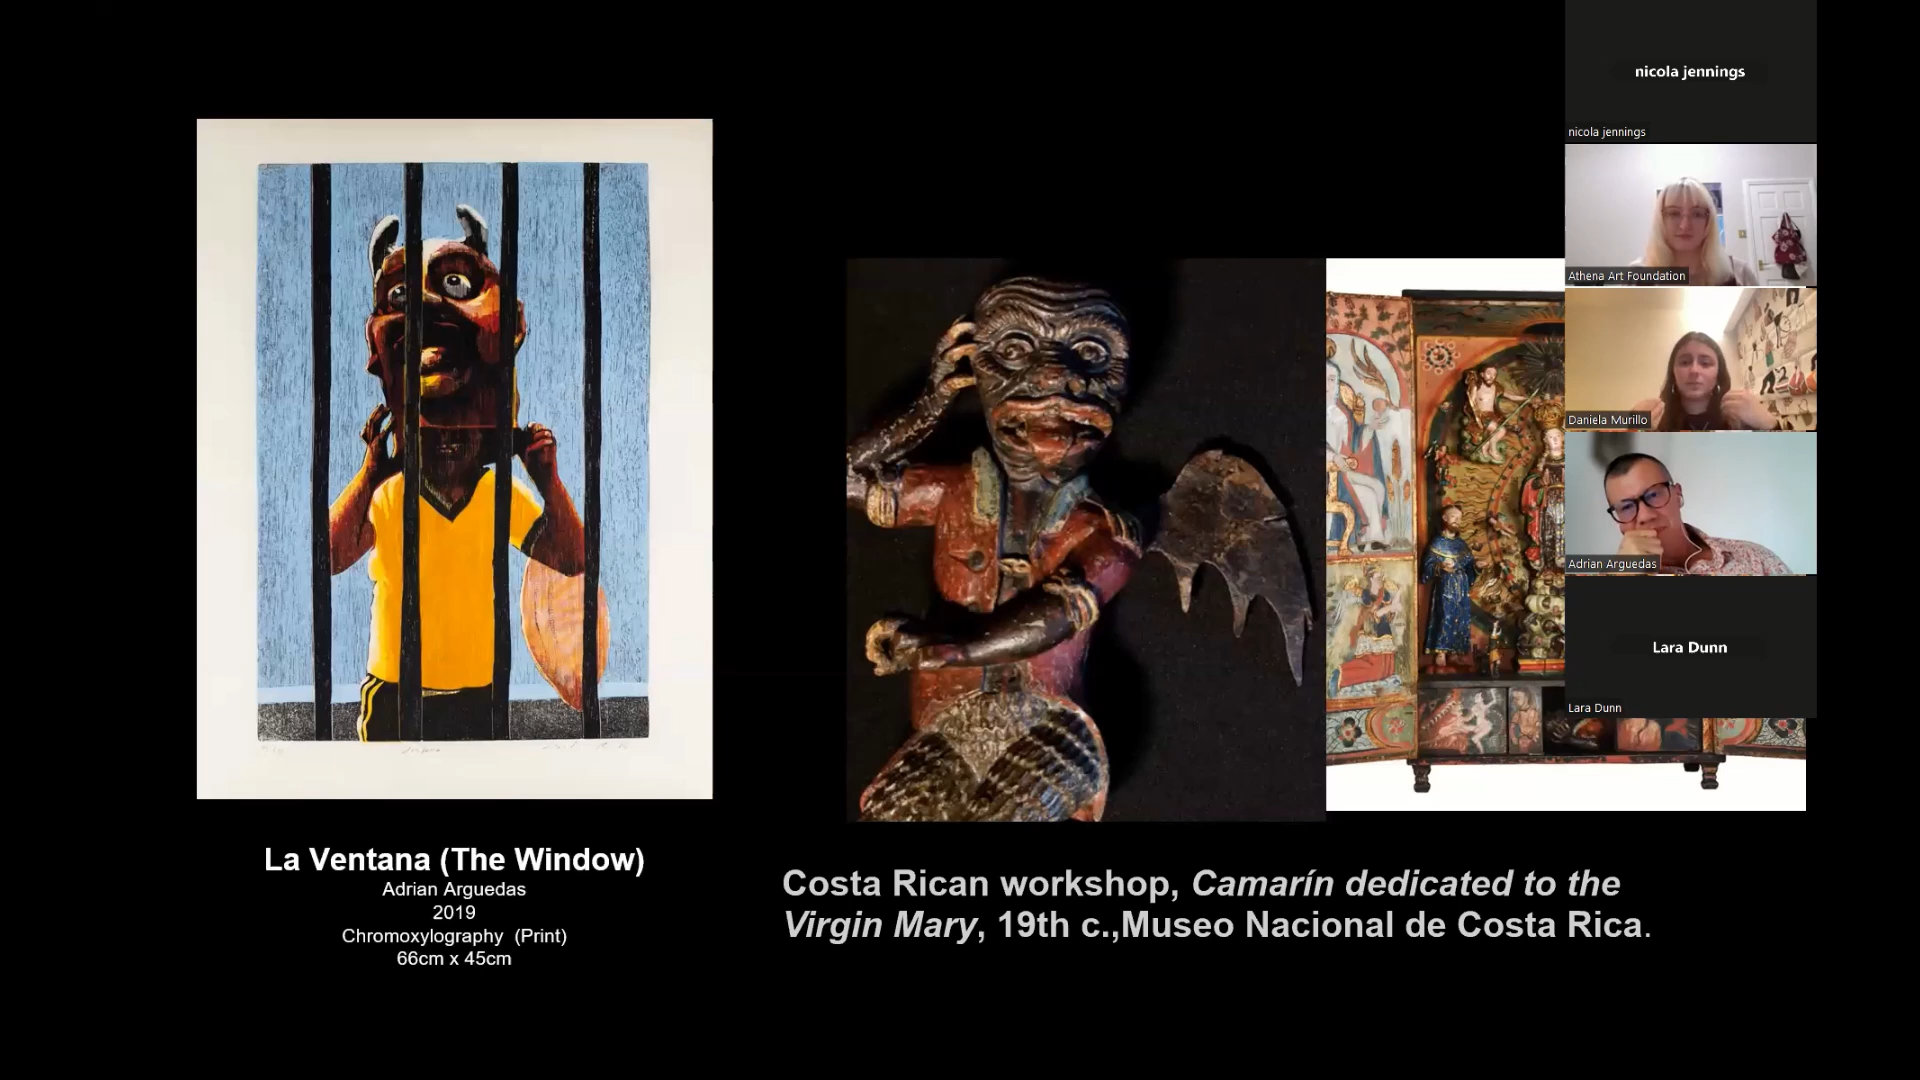 La Ventana (The Window)
Adrian Arguedas
2019
Chromoxylography (Print)
66cm x 45cm
Costa Rican workshop, Camarín dedicated to the
Virgin Mary, 19th c.,Museo Nacional de Costa Rica.
nicola jennings
nicola jennings
Athena Art Foundation
Daniela Murillo
Adrian Arguedas
Lara Dunn
Lara Dunn